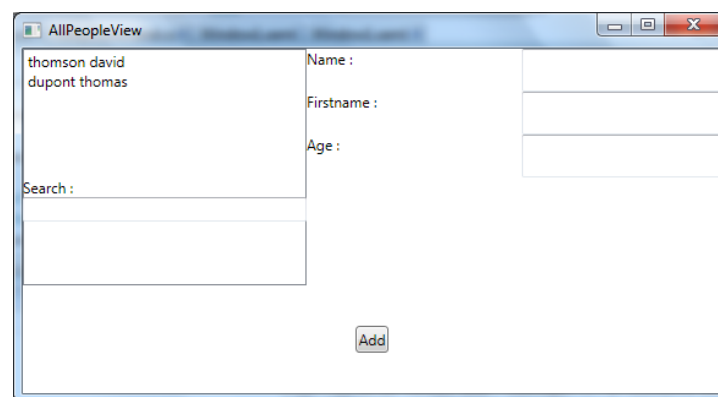 AllPeopleView
thomson david
dupont thomas
Search :
Name :
Firstname :
Age :
Add